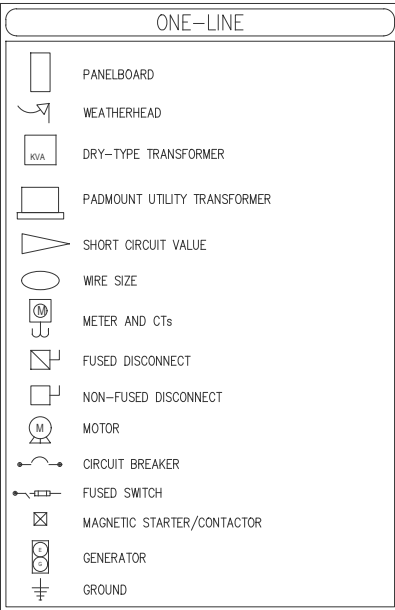 ONE-LINE
PANELBOARD
WEATHERHEAD
KVA DRY-TYPE TRANSFORMER
PADMOUNT UTILITY TRANSFORMER
SHORT CIRCUIT VALUE
WIRE SIZE
M METER AND CTs
FUSED DISCONNECT
NON-FUSED DISCONNECT
M MOTOR
CIRCUIT BREAKER
FUSED SWITCH
MAGNETIC STARTER/CONTACTOR
E
G GENERATOR
GROUND